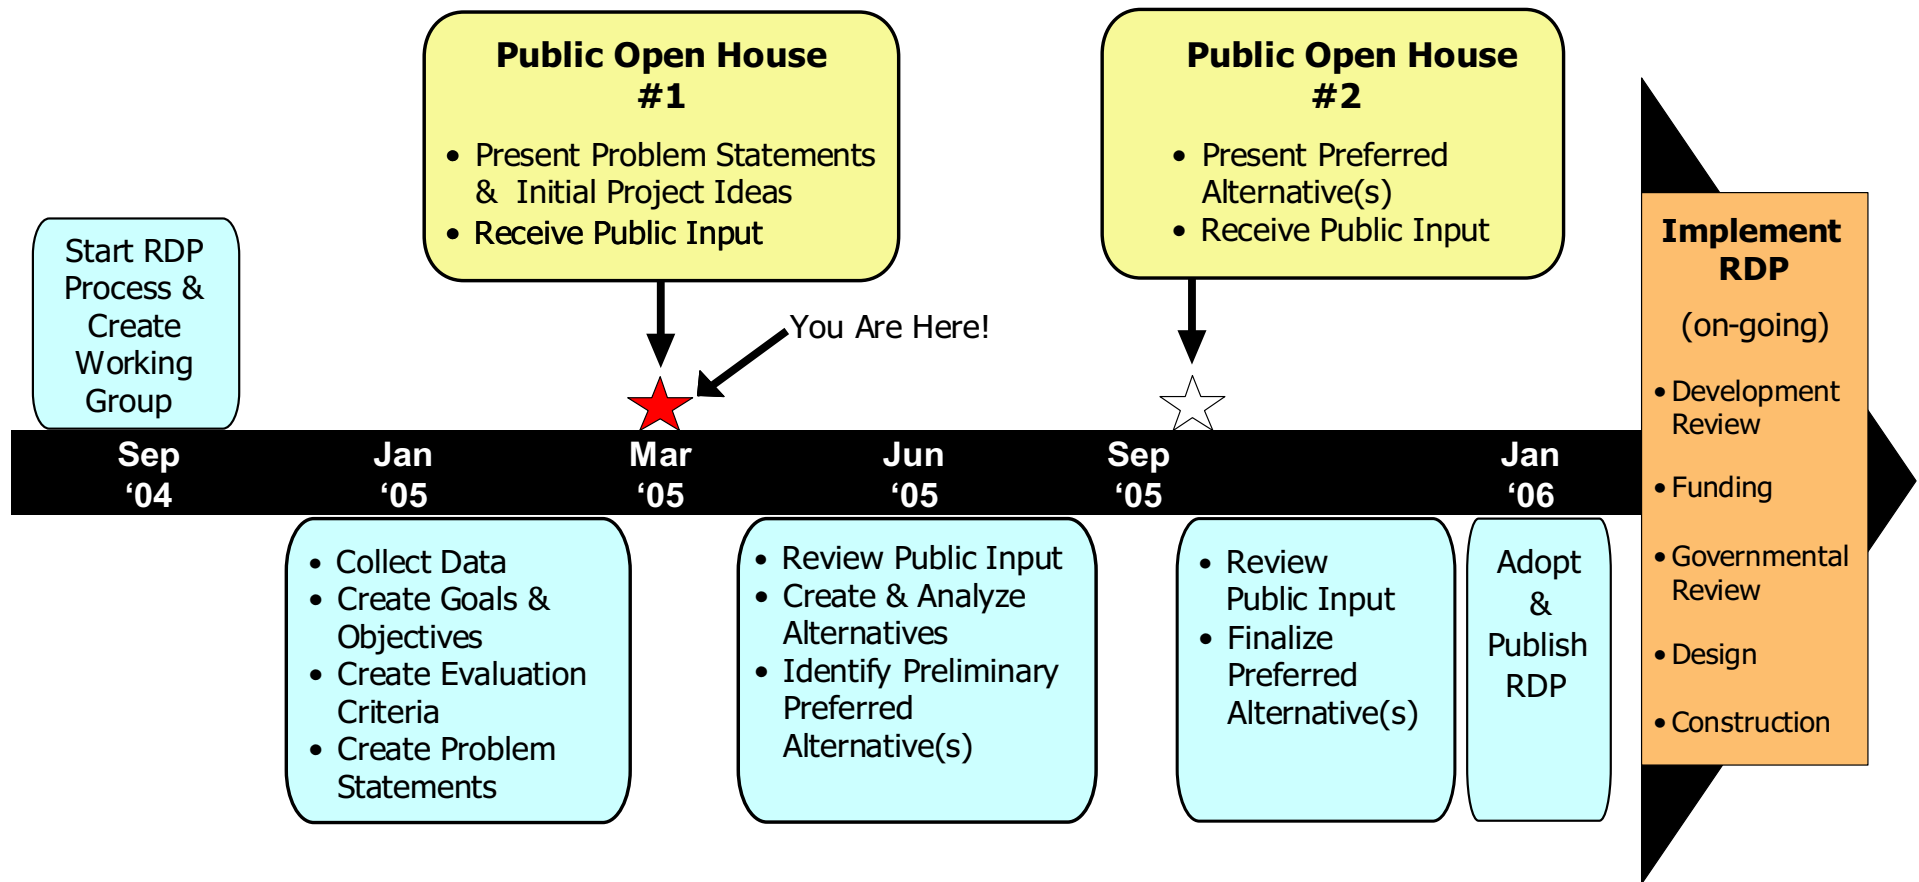 Public Open House
#1
• Present Problem Statements
& Initial Project Ideas
• Receive Public Input
Public Open House
#2
• Present Preferred
Alternative(s)
• Receive Public Input
Start RDP
Process &
Create
Working
Group
You Are Here!
Sep
‘04
Jan
‘05
Mar
‘05
Jun
‘05
Sep
‘05
Jan
‘06
• Collect Data
• Create Goals &
Objectives
• Create Evaluation
Criteria
• Create Problem
Statements
• Review Public Input
• Create & Analyze
Alternatives
• Identify Preliminary
Preferred
Alternative(s)
• Review
Public Input
• Finalize
Preferred
Alternative(s)
Adopt
&
Publish
RDP
Implement
RDP
(on-going)
• Development
Review
• Funding
• Governmental
Review
• Design
• Construction